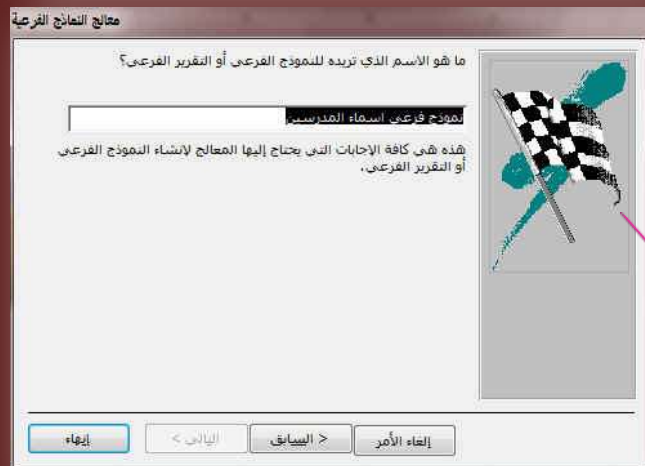 معالج النماذج الفرعية
ما هو الاسم الذي تريده للنموذج الفرعي أو التقرير الفرعي؟
نموذج فرعي اسماء المدرسين
هذه هي كافة الإجابات التي يحتاج إليها المعالج لإنشاء النموذج الفرعي
أو التقرير الفرعي.
إلغاء الأمر
< السابق
التالي >
إنهاء